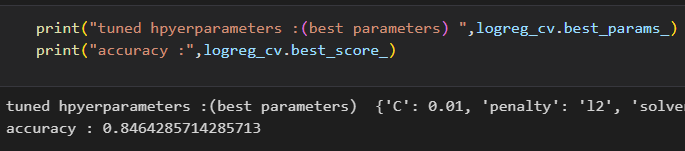 print("tuned hpyerparameters :(best parameters) ",logreg_cv.best_params_)
print("accuracy :",logreg_cv.best_score_)
tuned hpyerparameters :(best parameters)  {'C': 0.01, 'penalty': 'l2', 'solve
accuracy : 0.8464285714285713